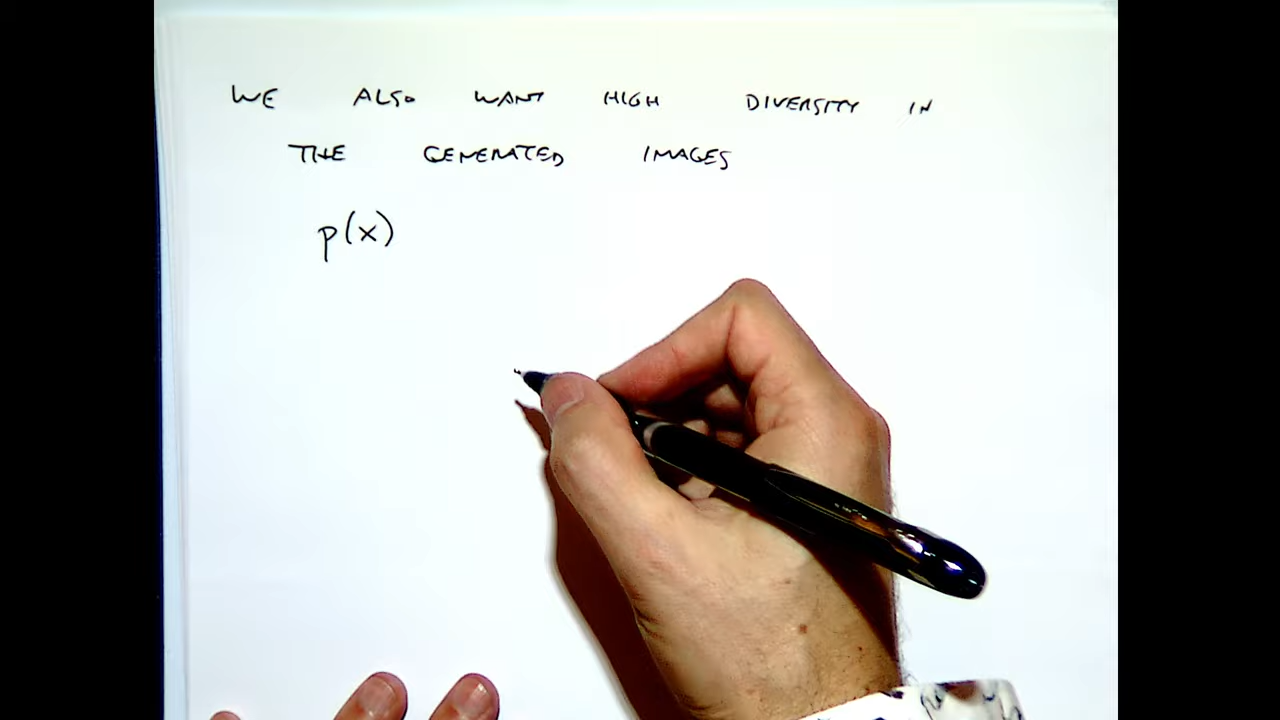 WE ALSO WANT HIGH DIVERSITY IN
THE GENERATED IMAGES
p(x)